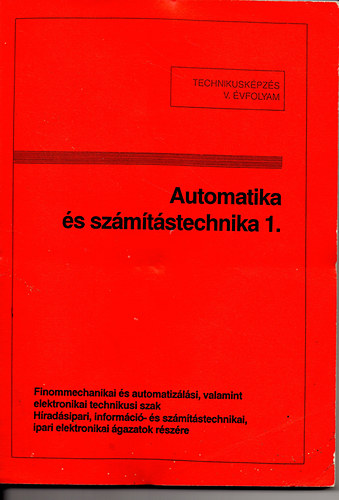 TECHNIKUSKÉPZÉS
V. ÉVFOLYAM
Automatika
és számítástechnika 1.
Finommechanikai és automatizálási, valamint
elektronikai technikusi szak
Híradásipari, információ- és számítástechnikai,
ipari elektronikai ágazatok részére